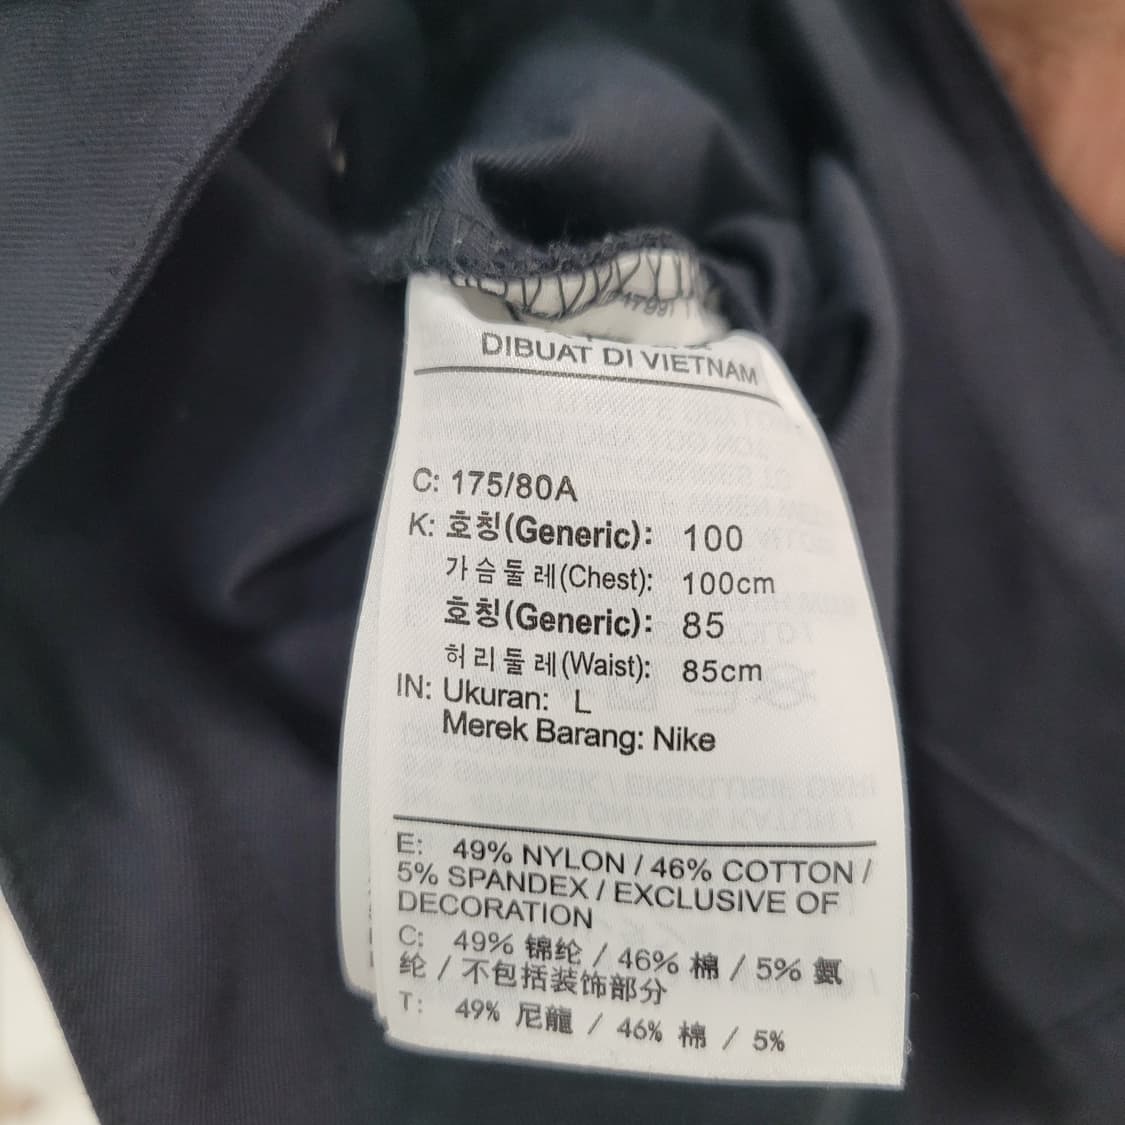 DIBUAT DI VIETNAM
C: 175/80A
K: 호칭(Generic): 100
가슴둘레(Chest): 100cm
호칭(Generic): 85
허리둘레(Waist): 85cm
IN: Ukuran: L
Merek Barang: Nike
E: 49% NYLON / 46% COTTON /
5% SPANDEX / EXCLUSIVE OF
DECORATION
C: 49% 锦纶 / 46% 棉 / 5% 氨
纶 / 不包括装饰部分
T: 49% 尼龍 / 46% 棉 / 5%